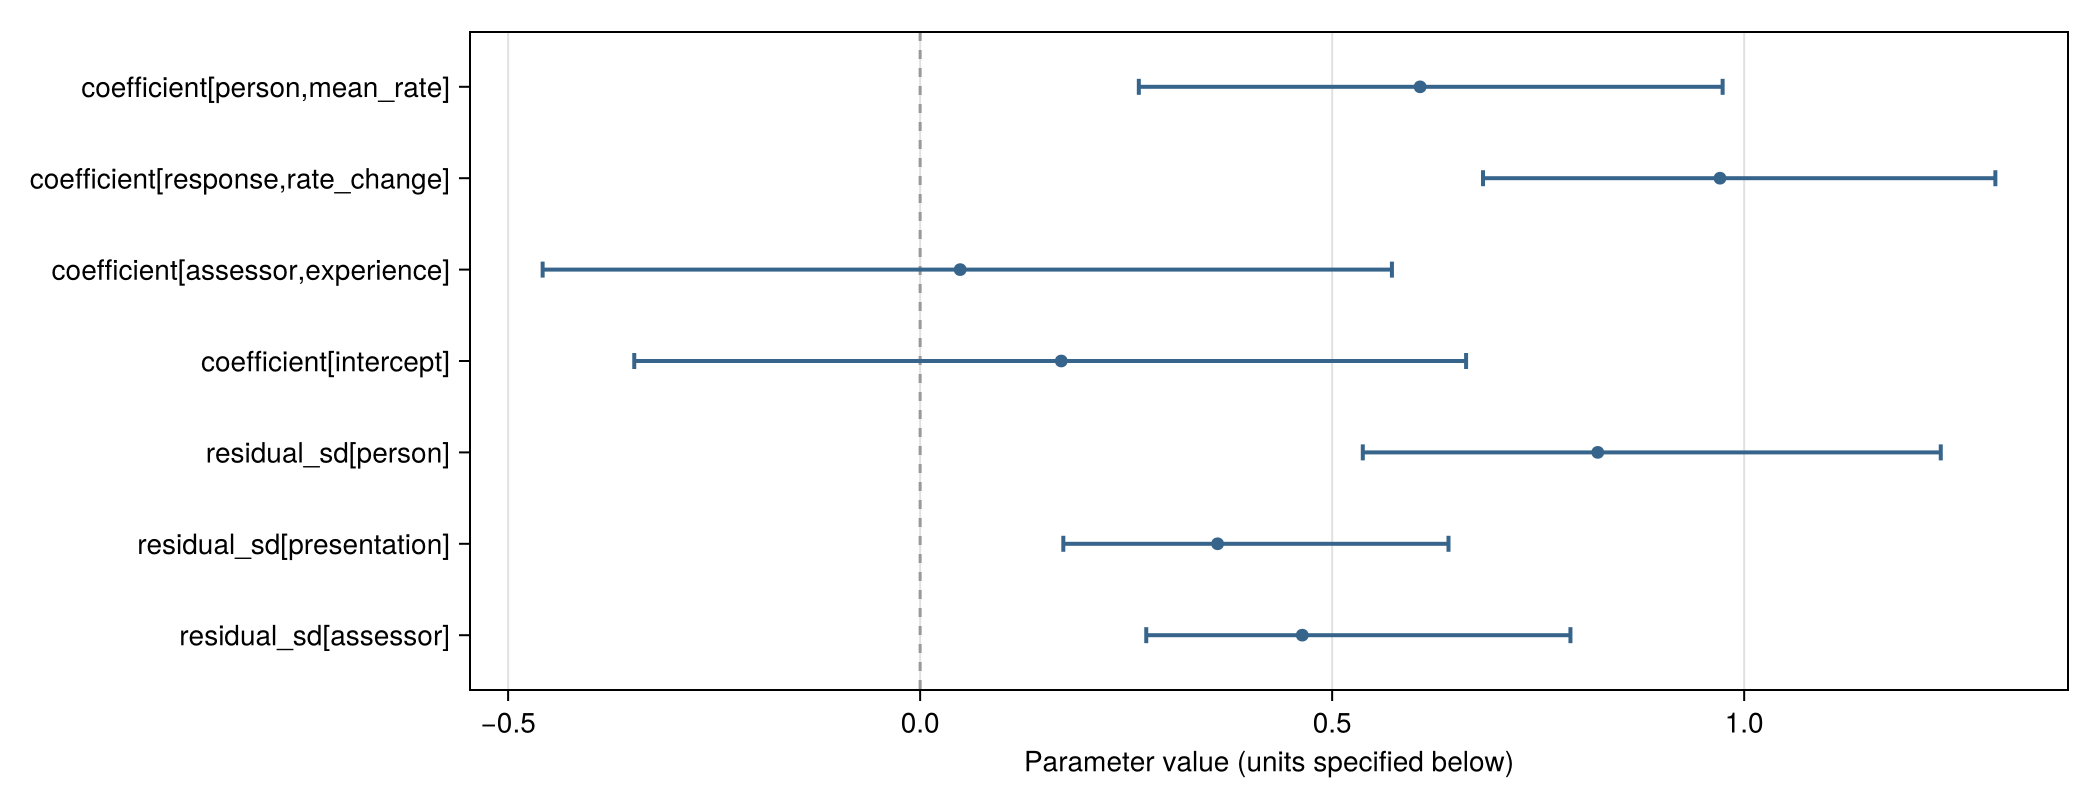 coefficient[person,mean_rate]
coefficient[response,rate_change]
coefficient[assessor,experience]
coefficient[intercept]
residual_sd[person]
residual_sd[presentation]
residual_sd[assessor]
−0.5 0.0 0.5 1.0
Parameter value (units specified below)